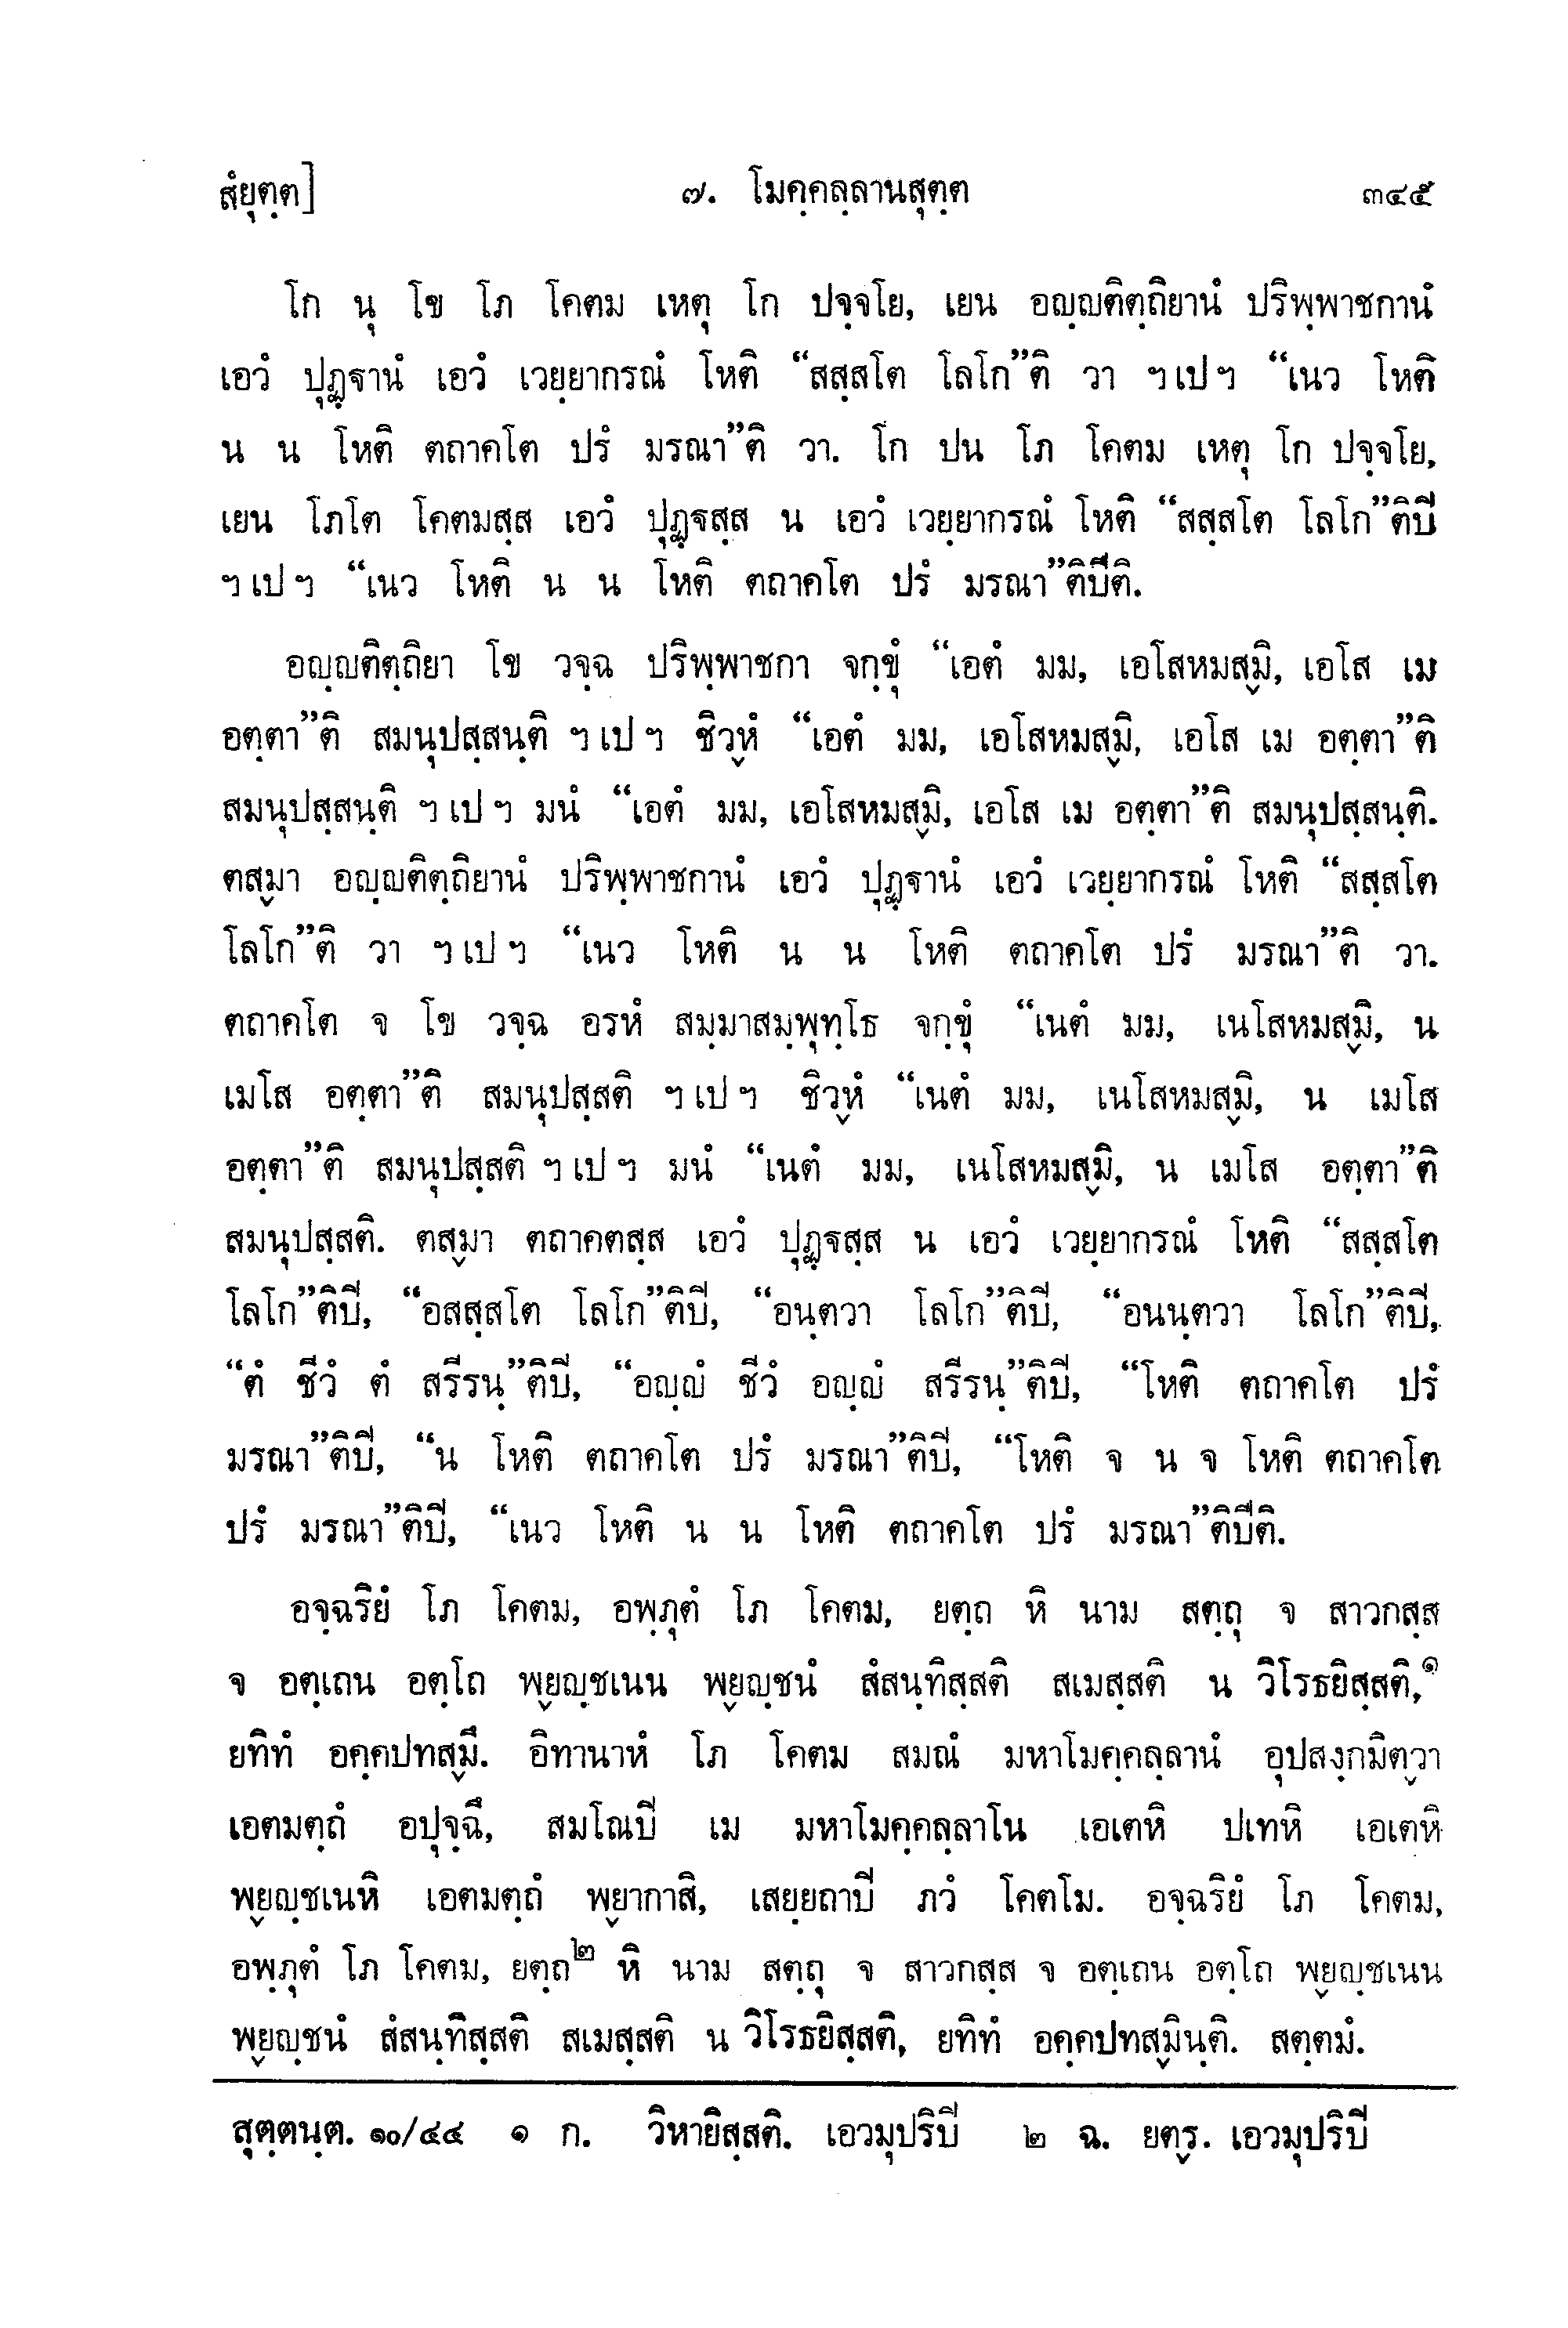 สํยุตฺต] ๗. โมคฺคลฺลานสุตฺต ๓๔๕
โก นุ โข โภ โคตม เหตุ โก ปจฺจโย, เยน อญฺญติตฺถิยานํ ปริพฺพาชกานํ
เอวํ ปุฏฺฐานํ เอวํ เวยฺยากรณํ โหติ “สสฺสโต โลโก”ติ วา ฯ เป ฯ “เนว โหติ
น น โหติ ตถาคโต ปรํ มรณา”ติ วา. โก ปน โภ โคตม เหตุ โก ปจฺจโย,
เยน โภโต โคตมสฺส เอวํ ปุฏฺฐสฺส น เอวํ เวยฺยากรณํ โหติ “สสฺสโต โลโก”ติปิ
ฯ เป ฯ “เนว โหติ น น โหติ ตถาคโต ปรํ มรณา”ติปีติ.
อญฺญติตฺถิยา โข วจฺฉ ปริพฺพาชกา จกฺขุํ “เอตํ มม, เอโสหมสฺมิ, เอโส เม
อตฺตา”ติ สมนุปสฺสนฺติ ฯ เป ฯ ชิวฺหํ “เอตํ มม, เอโสหมสฺมิ, เอโส เม อตฺตา”ติ
สมนุปสฺสนฺติ ฯ เป ฯ มนํ “เอตํ มม, เอโสหมสฺมิ, เอโส เม อตฺตา”ติ สมนุปสฺสนฺติ.
ตสฺมา อญฺญติตฺถิยานํ ปริพฺพาชกานํ เอวํ ปุฏฺฐานํ เอวํ เวยฺยากรณํ โหติ “สสฺสโต
โลโก”ติ วา ฯ เป ฯ “เนว โหติ น น โหติ ตถาคโต ปรํ มรณา”ติ วา.
ตถาคโต จ โข วจฺฉ อรหํ สมฺมาสมฺพุทฺโธ จกฺขุํ “เนตํ มม, เนโสหมสฺมิ, น
เมโส อตฺตา”ติ สมนุปสฺสติ ฯ เป ฯ ชิวฺหํ “เนตํ มม, เนโสหมสฺมิ, น เมโส
อตฺตา”ติ สมนุปสฺสติ ฯ เป ฯ มนํ “เนตํ มม, เนโสหมสฺมิ, น เมโส อตฺตา”ติ
สมนุปสฺสติ. ตสฺมา ตถาคตสฺส เอวํ ปุฏฺฐสฺส น เอวํ เวยฺยากรณํ โหติ “สสฺสโต
โลโก”ติปิ, “อสสฺสโต โลโก”ติปิ, “อนฺตวา โลโก”ติปิ, “อนนฺตวา โลโก”ติปิ,
“ตํ ชีวํ ตํ สรีรนฺ”ติปิ, “อญฺญํ ชีวํ อญฺญํ สรีรนฺ”ติปิ, “โหติ ตถาคโต ปรํ
มรณา”ติปิ, “น โหติ ตถาคโต ปรํ มรณา”ติปิ, “โหติ จ น จ โหติ ตถาคโต
ปรํ มรณา”ติปิ, “เนว โหติ น น โหติ ตถาคโต ปรํ มรณา”ติปีติ.
อจฺฉริยํ โภ โคตม, อพฺภุตํ โภ โคตม, ยตฺถ หิ นาม สตฺถุ จ สาวกสฺส
จ อตฺเถน อตฺโถ พฺยญฺชเนน พฺยญฺชนํ สํสนฺทิสฺสติ สเมสฺสติ น วิโรธยิสฺสติ,๑
ยทิทํ อคฺคปทสฺมึ. อิทานาหํ โภ โคตม สมณํ มหาโมคฺคลฺลานํ อุปสงฺกมิตฺวา
เอตมตฺถํ อปุจฺฉึ, สมโณปิ เม มหาโมคฺคลฺลาโน เอเตหิ ปเทหิ เอเตหิ
พฺยญฺชเนหิ เอตมตฺถํ พฺยากาสิ, เสยฺยถาปิ ภวํ โคตโม. อจฺฉริยํ โภ โคตม,
อพฺภุตํ โภ โคตม, ยตฺถ๒ หิ นาม สตฺถุ จ สาวกสฺส จ อตฺเถน อตฺโถ พฺยญฺชเนน
พฺยญฺชนํ สํสนฺทิสฺสติ สเมสฺสติ น วิโรธยิสฺสติ, ยทิทํ อคฺคปทสฺมินฺติ. สตฺตมํ.
สุตฺตนฺต. ๑๐/๔๔ ๑ ก. วิหายิสฺสติ. เอวมุปริปิ ๒ ฉ. ยตฺร. เอวมุปริปิ